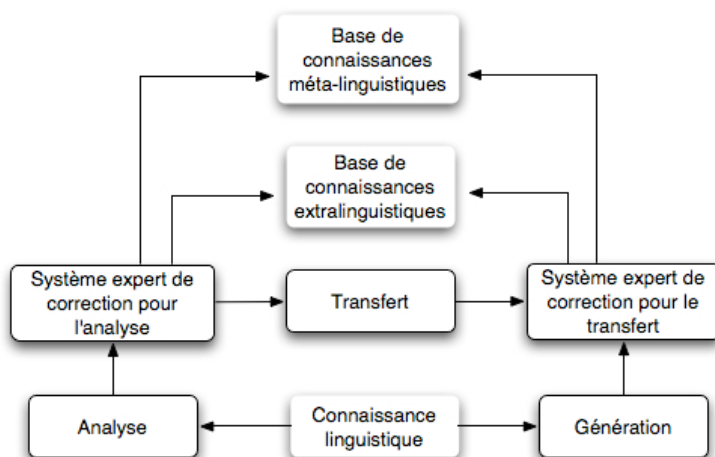 Base de
connaissances
méta-linguistiques
Base de
connaissances
extralinguistiques
Système expert de
correction pour
l'analyse
Transfert
Système expert de
correction pour le
transfert
Analyse
Connaissance
linguistique
Génération